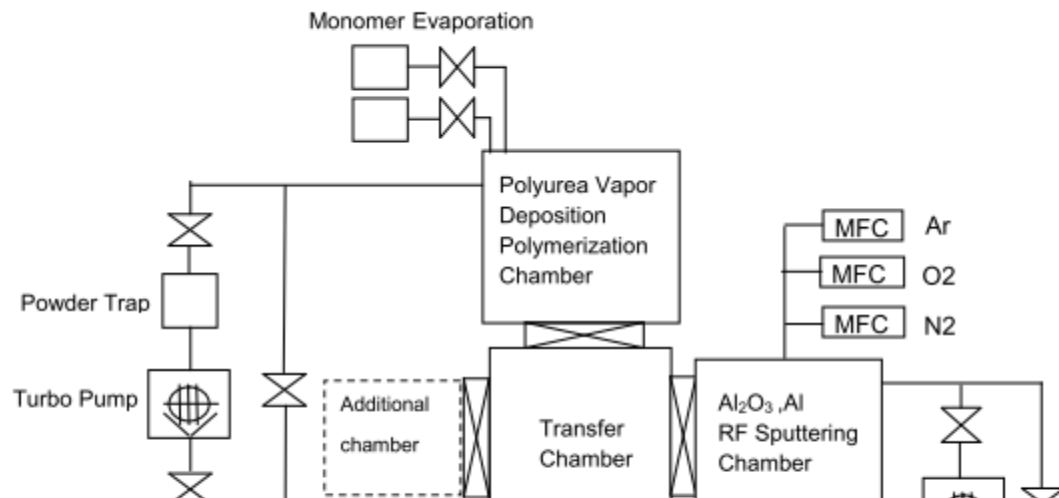 Monomer Evaporation
Polyurea Vapor
Deposition
Polymerization
Chamber
MFC Ar
MFC O2
MFC N2
Powder Trap
Turbo Pump
Additional
chamber
Transfer
Chamber
Al₂O₃ ,Al
RF Sputtering
Chamber